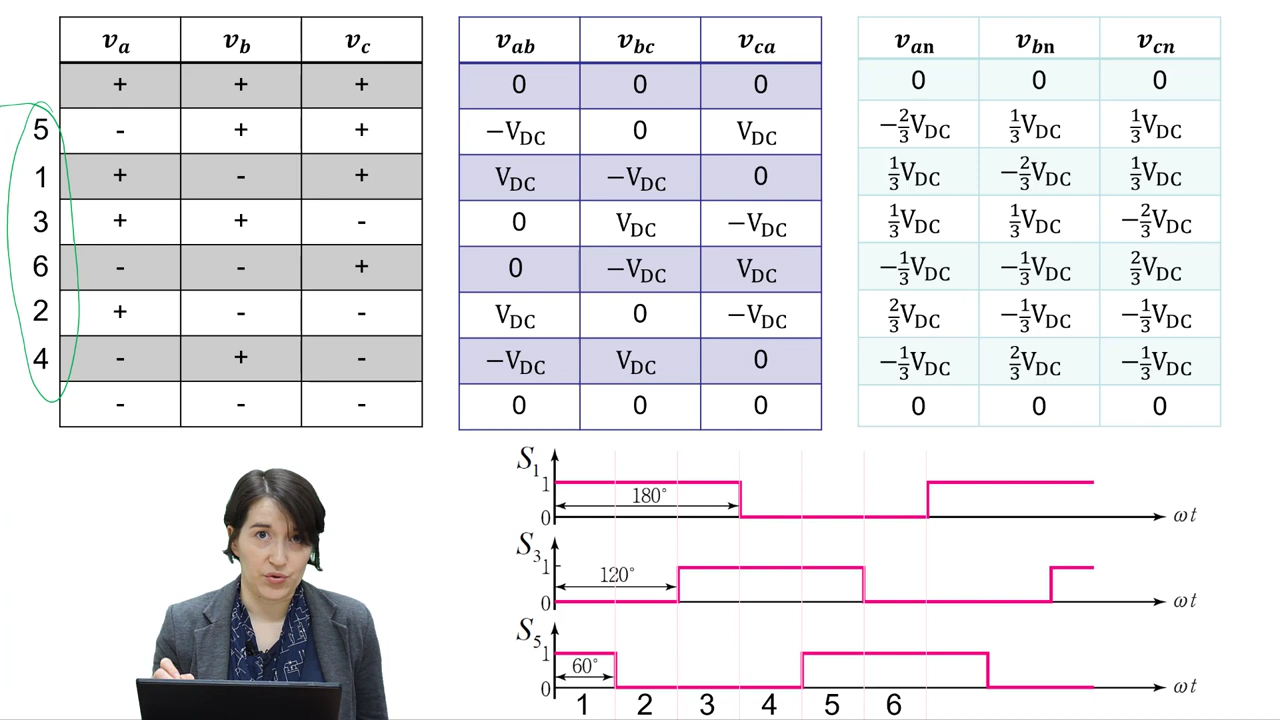 vₐ v_b v_c v_ab v_bc v_ca v_an v_bn v_cn
+ + + 0 0 0 0 0 0
5 - + + −V_DC 0 V_DC −2/3V_DC 1/3V_DC 1/3V_DC
1 + - + V_DC −V_DC 0 1/3V_DC −2/3V_DC 1/3V_DC
3 + + - 0 V_DC −V_DC 1/3V_DC 1/3V_DC −2/3V_DC
6 - - + 0 −V_DC V_DC −1/3V_DC −1/3V_DC 2/3V_DC
2 + - - V_DC 0 −V_DC 2/3V_DC −1/3V_DC −1/3V_DC
4 - + - −V_DC V_DC 0 −1/3V_DC 2/3V_DC −1/3V_DC
- - - 0 0 0 0 0 0
S₁
1
180°
0 ωt
S₃
1
120°
0 ωt
S₅
1
60°
0 ωt
1 2 3 4 5 6